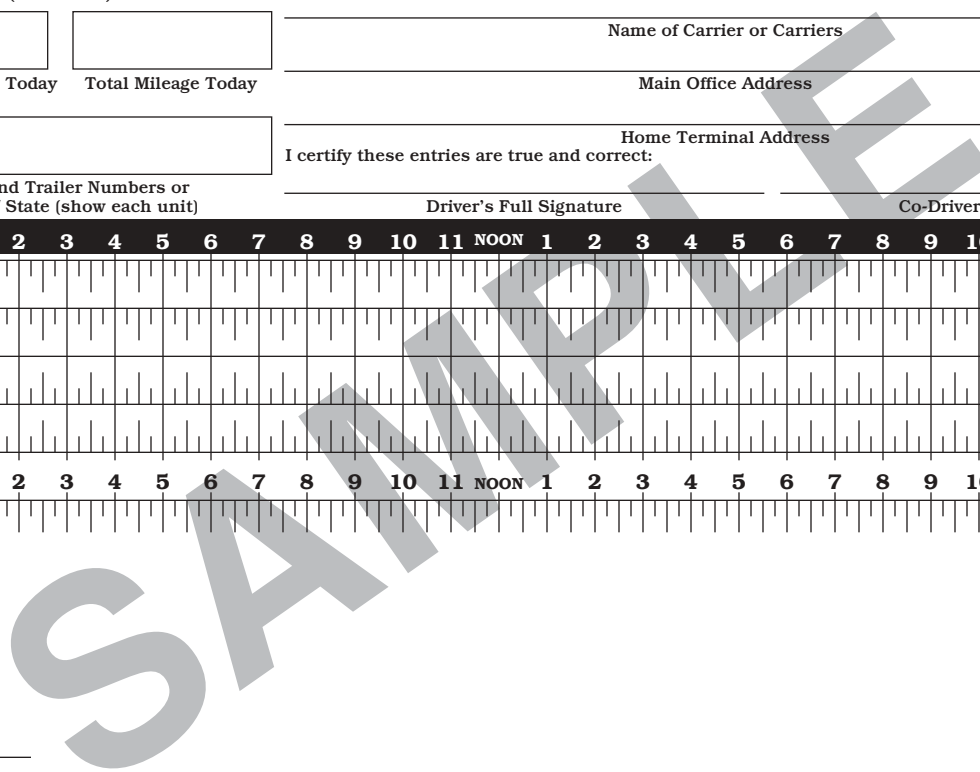 Name of Carrier or Carriers
Today
Total Mileage Today
Main Office Address
Home Terminal Address
I certify these entries are true and correct:
nd Trailer Numbers or
State (show each unit)
Driver's Full Signature
Co-Driver
2 3 4 5 6 7 8 9 10 11 NOON 1 2 3 4 5 6 7 8 9 1
2 3 4 5 6 7 8 9 10 11 NOON 1 2 3 4 5 6 7 8 9 1
SAMPLE